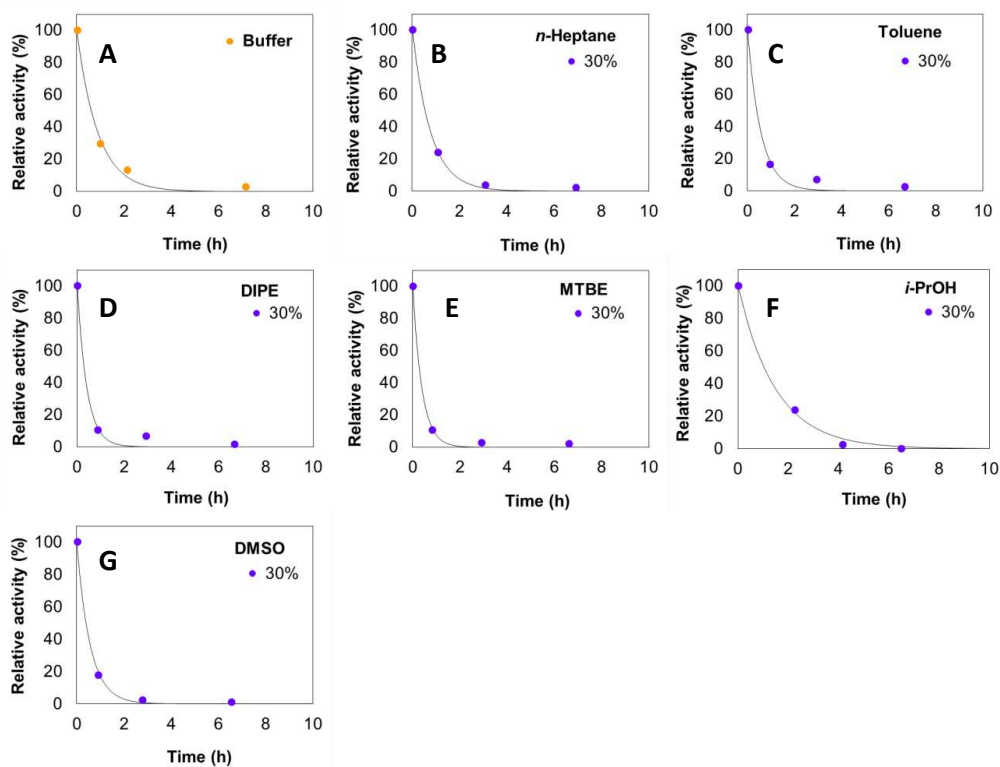 A
Buffer
Relative activity (%)
100
80
60
40
20
0
0 2 4 6 8 10
Time (h)
B
n-Heptane
30%
Relative activity (%)
100
80
60
40
20
0
0 2 4 6 8 10
Time (h)
C
Toluene
30%
Relative activity (%)
100
80
60
40
20
0
0 2 4 6 8 10
Time (h)
D
DIPE
30%
Relative activity (%)
100
80
60
40
20
0
0 2 4 6 8 10
Time (h)
E
MTBE
30%
Relative activity (%)
100
80
60
40
20
0
0 2 4 6 8 10
Time (h)
F
i-PrOH
30%
Relative activity (%)
100
80
60
40
20
0
0 2 4 6 8 10
Time (h)
G
DMSO
30%
Relative activity (%)
100
80
60
40
20
0
0 2 4 6 8 10
Time (h)